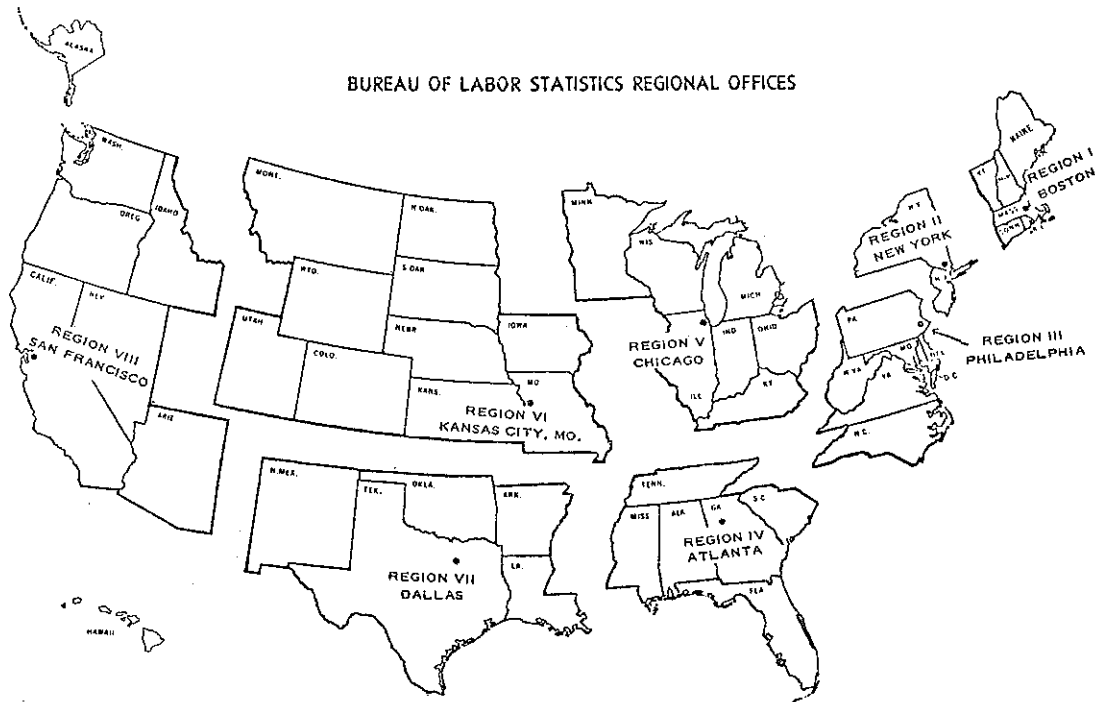 BUREAU OF LABOR STATISTICS REGIONAL OFFICES
ALASKA
WASH.
OREG
IDAHO
CALIF.
NEV.
REGION VIII
SAN FRANCISCO
ARIZ
HAWAII
MONT.
N DAK.
WYO.
S.DAK
NEBR
UTAH
COLO.
KANS.
IOWA
MO
REGION VI
KANSAS CITY, MO.
N.MEX.
OKLA.
ARK.
LA.
REGION VII
DALLAS
MINN
WIS
MICH
IND
OHIO
KY
REGION V
CHICAGO
TENN.
MISS
ALA
GA
S.C.
FLA
REGION IV
ATLANTA
MAINE
VT
N.H.
MASS
CONN
R.I.
REGION I
BOSTON
N.Y.
REGION II
NEW YORK
N.J.
PA
MD
DEL
D.C.
W.VA
VA
N.C.
REGION III
PHILADELPHIA